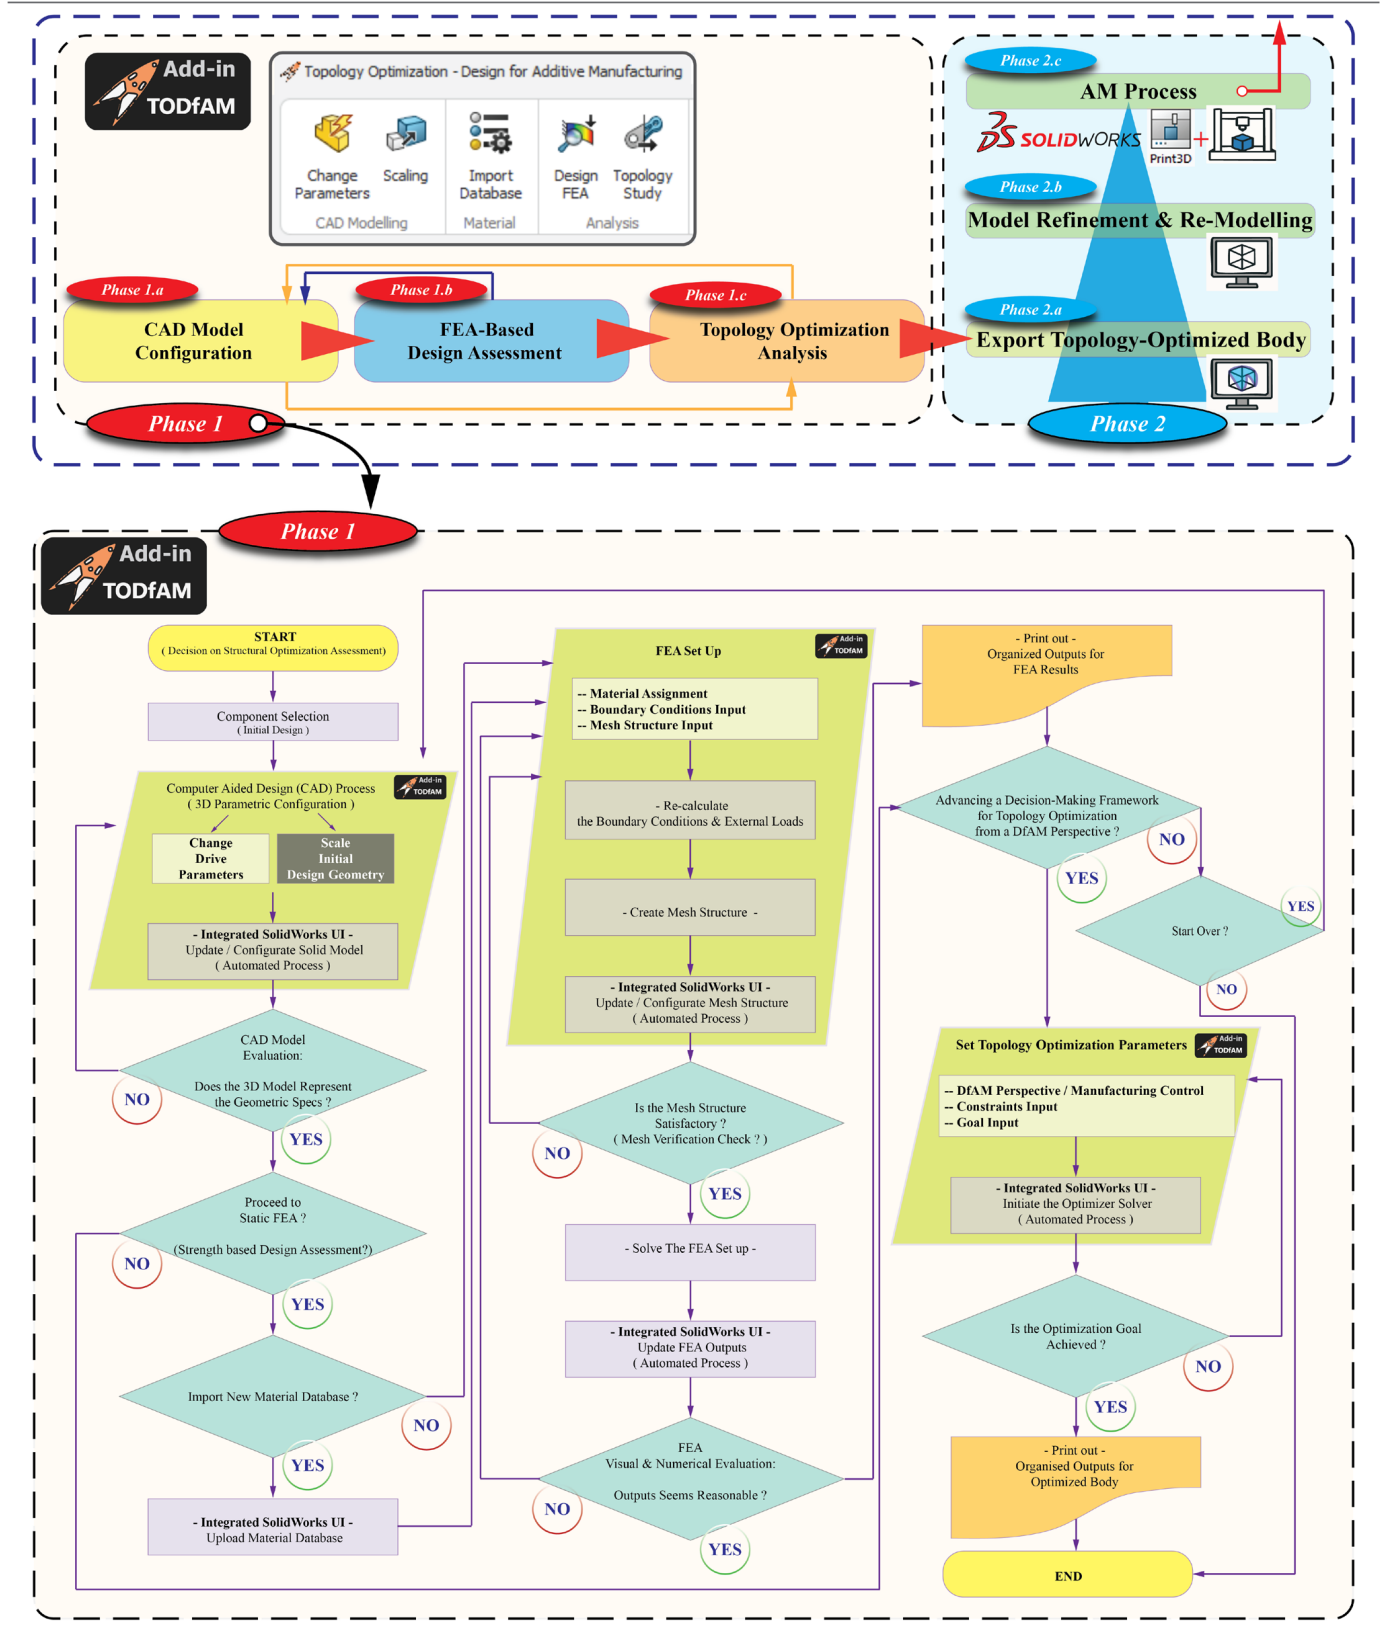 Add-in
TODfAM
Topology Optimization - Design for Additive Manufacturing
Change
Parameters
Scaling
Import
Database
Design
FEA
Topology
Study
CAD Modelling
Material
Analysis
Phase 1.a
CAD Model
Configuration
Phase 1.b
FEA-Based
Design Assessment
Phase 1.c
Topology Optimization
Analysis
Phase 1
Phase 2.c
AM Process
DS SOLIDWORKS
Print3D
+
Phase 2.b
Model Refinement & Re-Modelling
Phase 2.a
Export Topology-Optimized Body
Phase 2
Phase 1
Add-in
TODfAM
START
( Decision on Structural Optimization Assessment)
Component Selection
( Initial Design )
Computer Aided Design (CAD) Process
( 3D Parametric Configuration )
Add-in
TODfAM
Change
Drive
Parameters
Scale
Initial
Design Geometry
- Integrated SolidWorks UI -
Update / Configurate Solid Model
( Automated Process )
CAD Model
Evaluation:
Does the 3D Model Represent
the Geometric Specs ?
NO
YES
Proceed to
Static FEA ?
(Strength based Design Assessment?)
NO
YES
Import New Material Database ?
NO
YES
- Integrated SolidWorks UI -
Upload Material Database
FEA Set Up
Add-in
TODfAM
-- Material Assignment
-- Boundary Conditions Input
-- Mesh Structure Input
- Re-calculate
the Boundary Conditions & External Loads
- Create Mesh Structure -
- Integrated SolidWorks UI -
Update / Configurate Mesh Structure
( Automated Process )
Is the Mesh Structure
Satisfactory ?
( Mesh Verification Check ? )
NO
YES
- Solve The FEA Set up -
- Integrated SolidWorks UI -
Update FEA Outputs
( Automated Process )
FEA
Visual & Numerical Evaluation:
Outputs Seems Reasonable ?
NO
YES
- Print out -
Organized Outputs for
FEA Results
Advancing a Decision-Making Framework
for Topology Optimization
from a DfAM Perspective ?
NO
YES
Start Over ?
YES
NO
Set Topology Optimization Parameters
Add-in
TODfAM
-- DfAM Perspective / Manufacturing Control
-- Constraints Input
-- Goal Input
- Integrated SolidWorks UI -
Initiate the Optimizer Solver
( Automated Process )
Is the Optimization Goal
Achieved ?
NO
YES
- Print out -
Organised Outputs for
Optimized Body
END